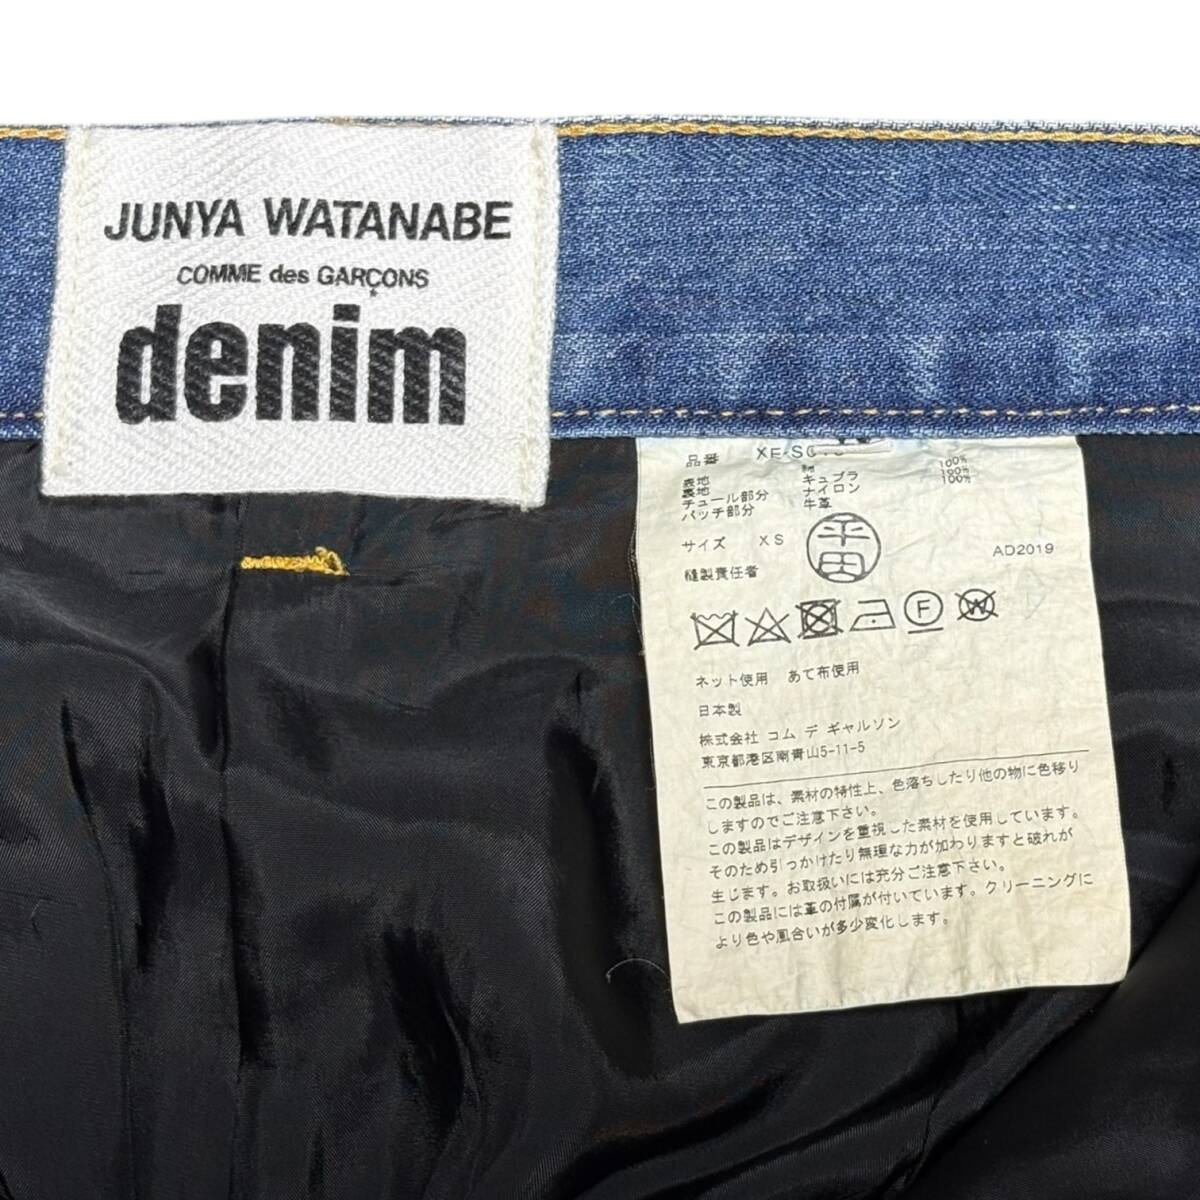 JUNYA WATANABE
COMME des GARÇONS
denim
品番
表地 綿 100%
裏地 キュプラ 100%
チュール部分 ナイロン 100%
パッチ部分 牛革
サイズ XS
縫製責任者 平田
AD2019
F W
ネット使用 あて布使用
日本製
株式会社 コム デ ギャルソン
東京都港区南青山5-11-5
この製品は、素材の特性上、色落ちしたり他の物に色移り
しますのでご注意下さい。
この製品はデザインを重視した素材を使用しています。
そのため引っかけたり無理な力が加わりますと破れが
生じます。お取扱いには充分ご注意下さい。
この製品には革の付属が付いています。クリーニングに
より色や風合いが多少変化します。